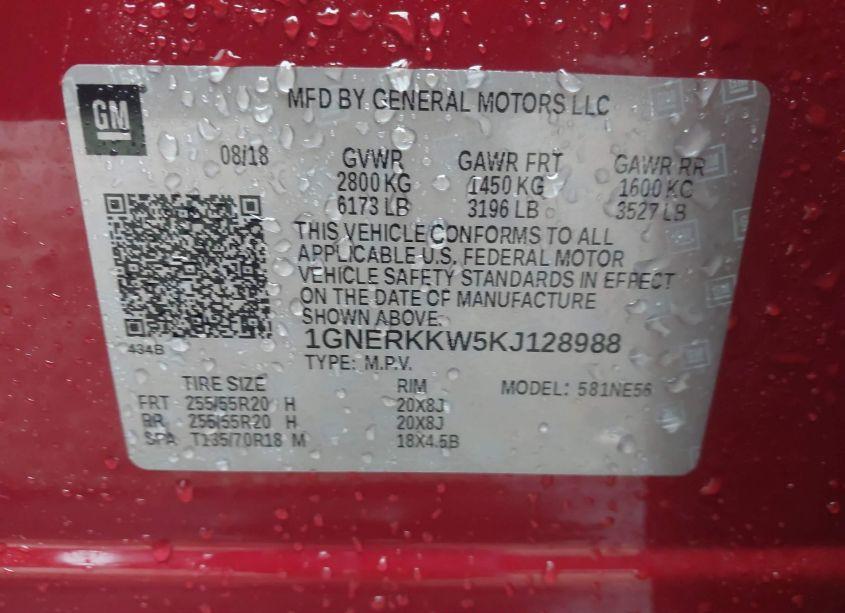 GM
MFD BY GENERAL MOTORS LLC
08/18 GVWR GAWR FRT GAWR RR
2800 KG 1450 KG 1600 KG
6173 LB 3196 LB 3527 LB
THIS VEHICLE CONFORMS TO ALL
APPLICABLE U.S. FEDERAL MOTOR
VEHICLE SAFETY STANDARDS IN EFFECT
ON THE DATE OF MANUFACTURE
SHOWN ABOVE.
434B
1GNERKKW5KJ128988
TYPE: M.P.V.
TIRE SIZE RIM MODEL: 581NE56
FRT 255/55R20 H 20X8J
RR 255/55R20 H 20X8J
SPA T135/70R18 M 18X4.5B